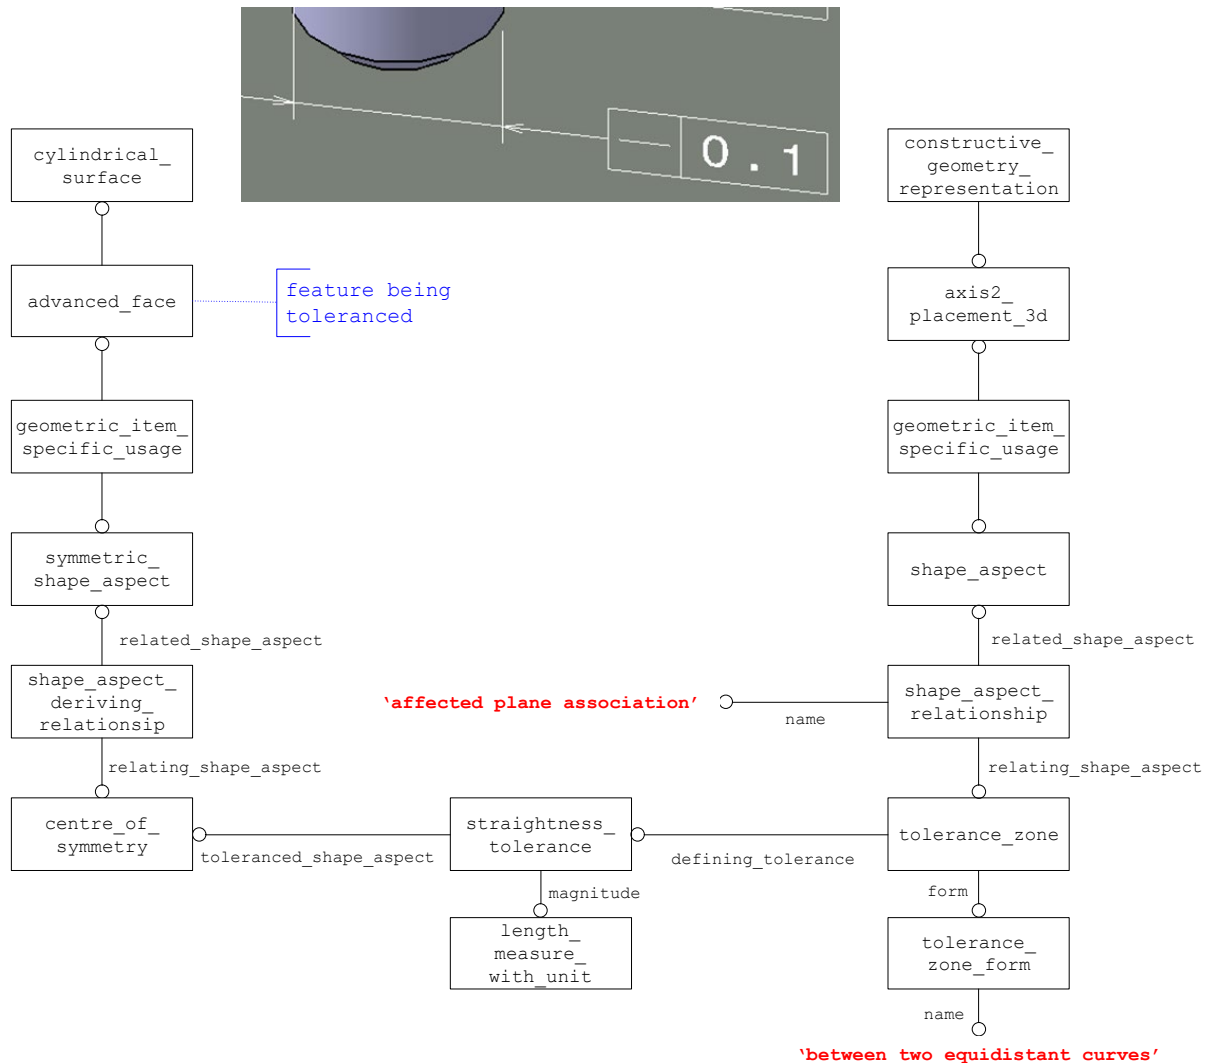 0.1
cylindrical_
surface
constructive_
geometry_
representation
advanced_face
feature being
toleranced
axis2_
placement_3d
geometric_item_
specific_usage
geometric_item_
specific_usage
symmetric_
shape_aspect
shape_aspect
related_shape_aspect
related_shape_aspect
shape_aspect_
deriving_
relationsip
‘affected plane association’
name
shape_aspect_
relationship
relating_shape_aspect
relating_shape_aspect
centre_of_
symmetry
toleranced_shape_aspect
straightness_
tolerance
defining_tolerance
tolerance_zone
magnitude
form
length_
measure_
with_unit
tolerance_
zone_form
name
‘between two equidistant curves’